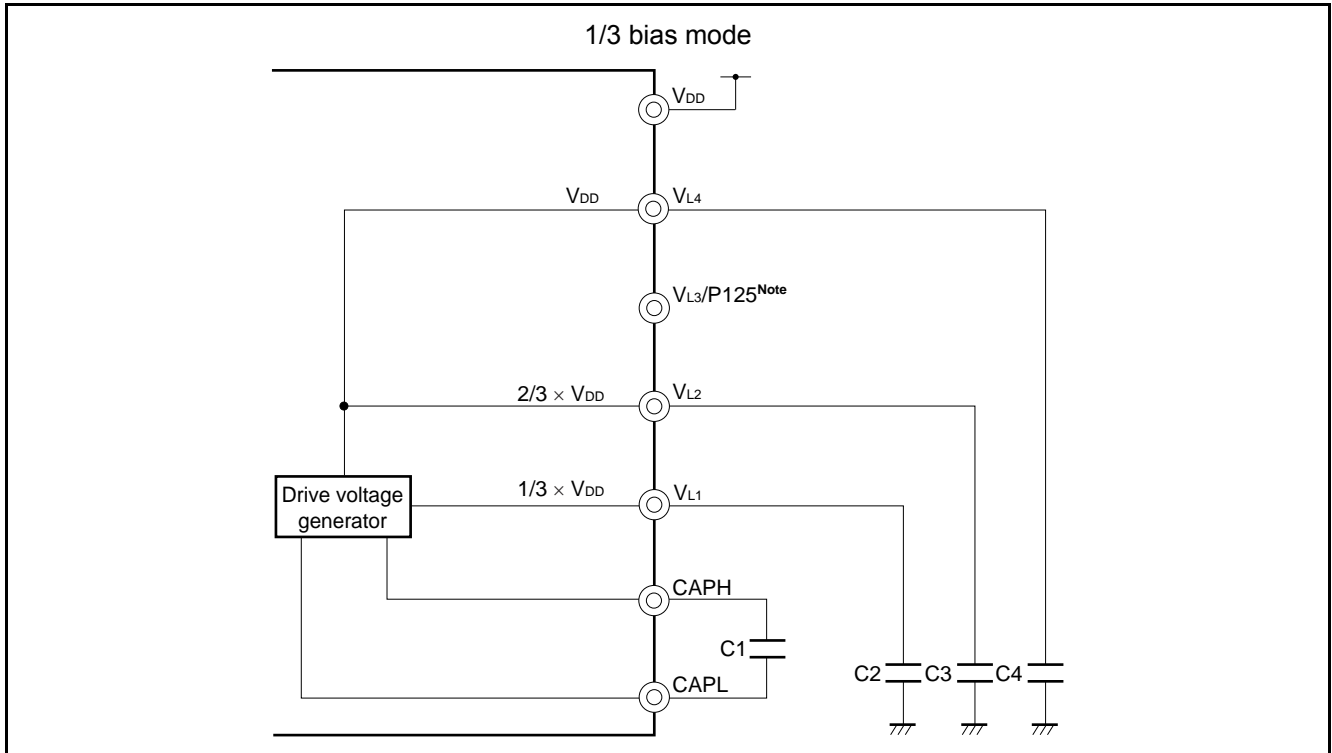 1/3 bias mode
VDD
VDD
VL4
VL3/P125Note
2/3 × VDD
VL2
Drive voltage
generator
1/3 × VDD
VL1
CAPH
C1
C2
C3
C4
CAPL